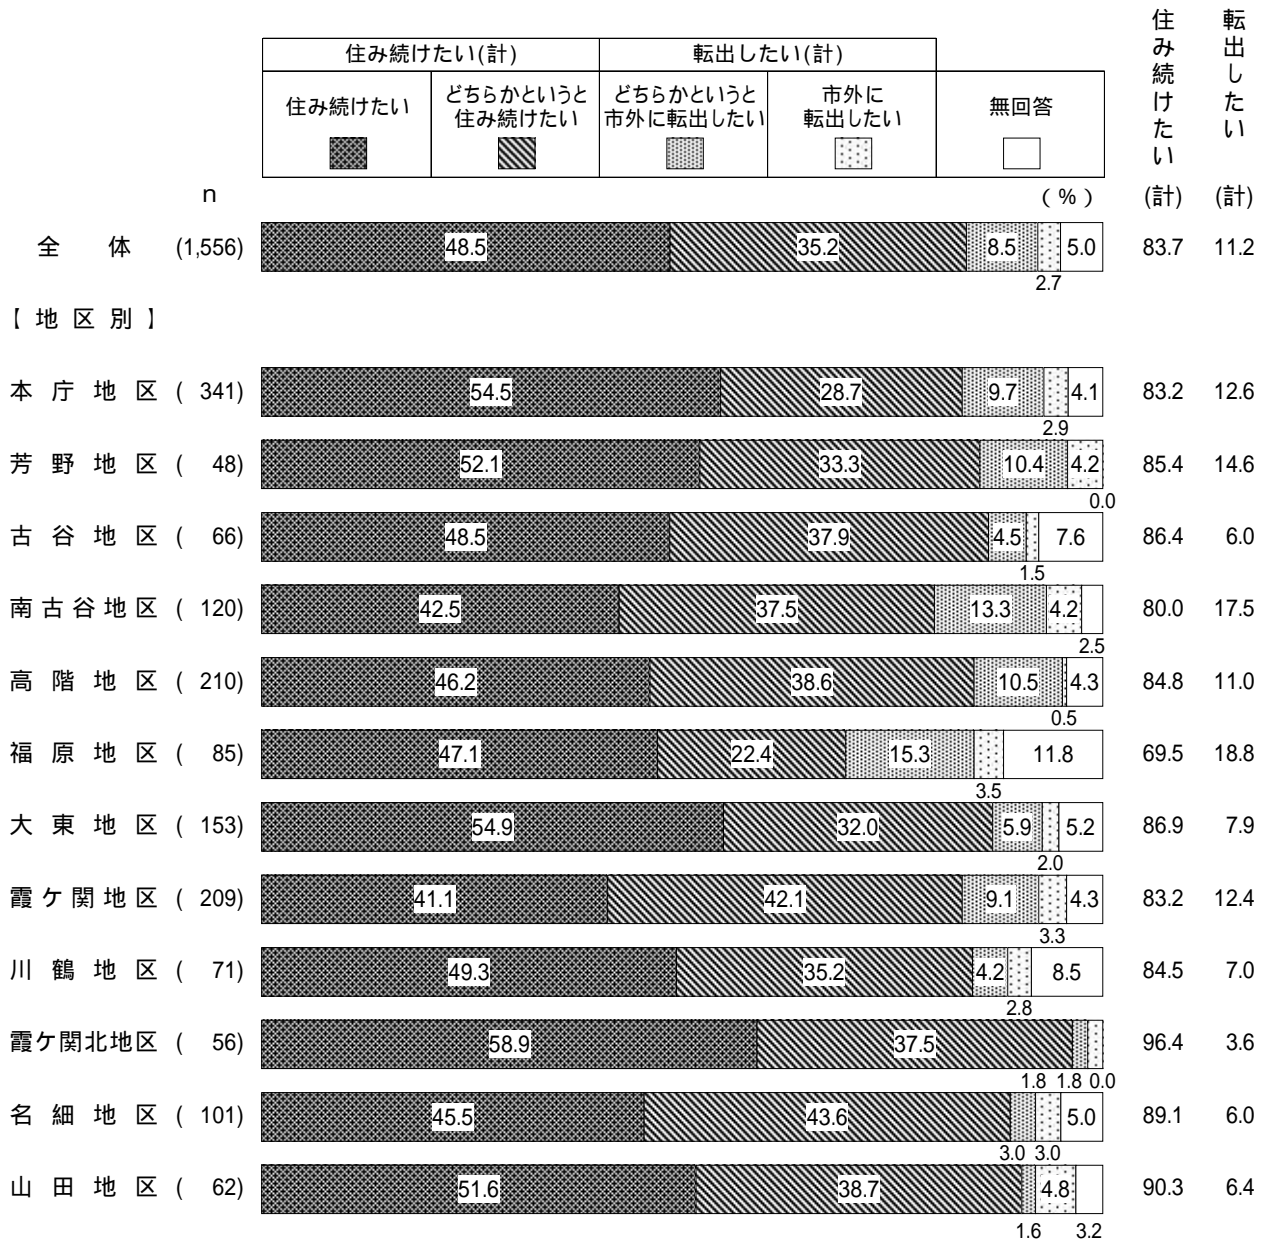 住み続けたい(計) 転出したい(計)
住み続けたい どちらかというと住み続けたい どちらかというと市外に転出したい 市外に転出したい 無回答
住み続けたい(計) 転出したい(計)
n (%)
全体 (1,556) 48.5 35.2 8.5 5.0 83.7 11.2
2.7
【地区別】
本庁地区 (341) 54.5 28.7 9.7 4.1 83.2 12.6
2.9
芳野地区 (48) 52.1 33.3 10.4 4.2 85.4 14.6
0.0
古谷地区 (66) 48.5 37.9 4.5 7.6 86.4 6.0
1.5
南古谷地区 (120) 42.5 37.5 13.3 4.2 80.0 17.5
2.5
高階地区 (210) 46.2 38.6 10.5 4.3 84.8 11.0
0.5
福原地区 (85) 47.1 22.4 15.3 11.8 69.5 18.8
3.5
大東地区 (153) 54.9 32.0 5.9 5.2 86.9 7.9
2.0
霞ケ関地区 (209) 41.1 42.1 9.1 4.3 83.2 12.4
3.3
川鶴地区 (71) 49.3 35.2 4.2 8.5 84.5 7.0
2.8
霞ケ関北地区 (56) 58.9 37.5 96.4 3.6
1.8 1.8 0.0
名細地区 (101) 45.5 43.6 5.0 89.1 6.0
3.0 3.0
山田地区 (62) 51.6 38.7 4.8 90.3 6.4
1.6 3.2